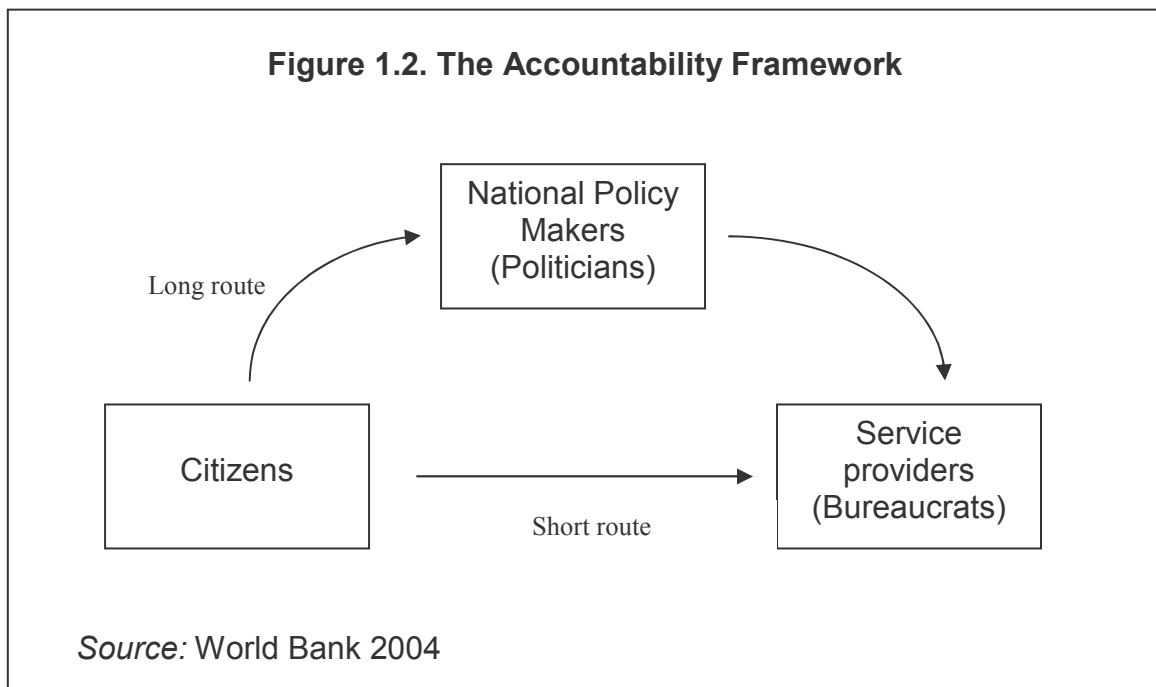 Figure 1.2. The Accountability Framework
National Policy
Makers
(Politicians)
Long route
Citizens
Service
providers
(Bureaucrats)
Short route
Source: World Bank 2004